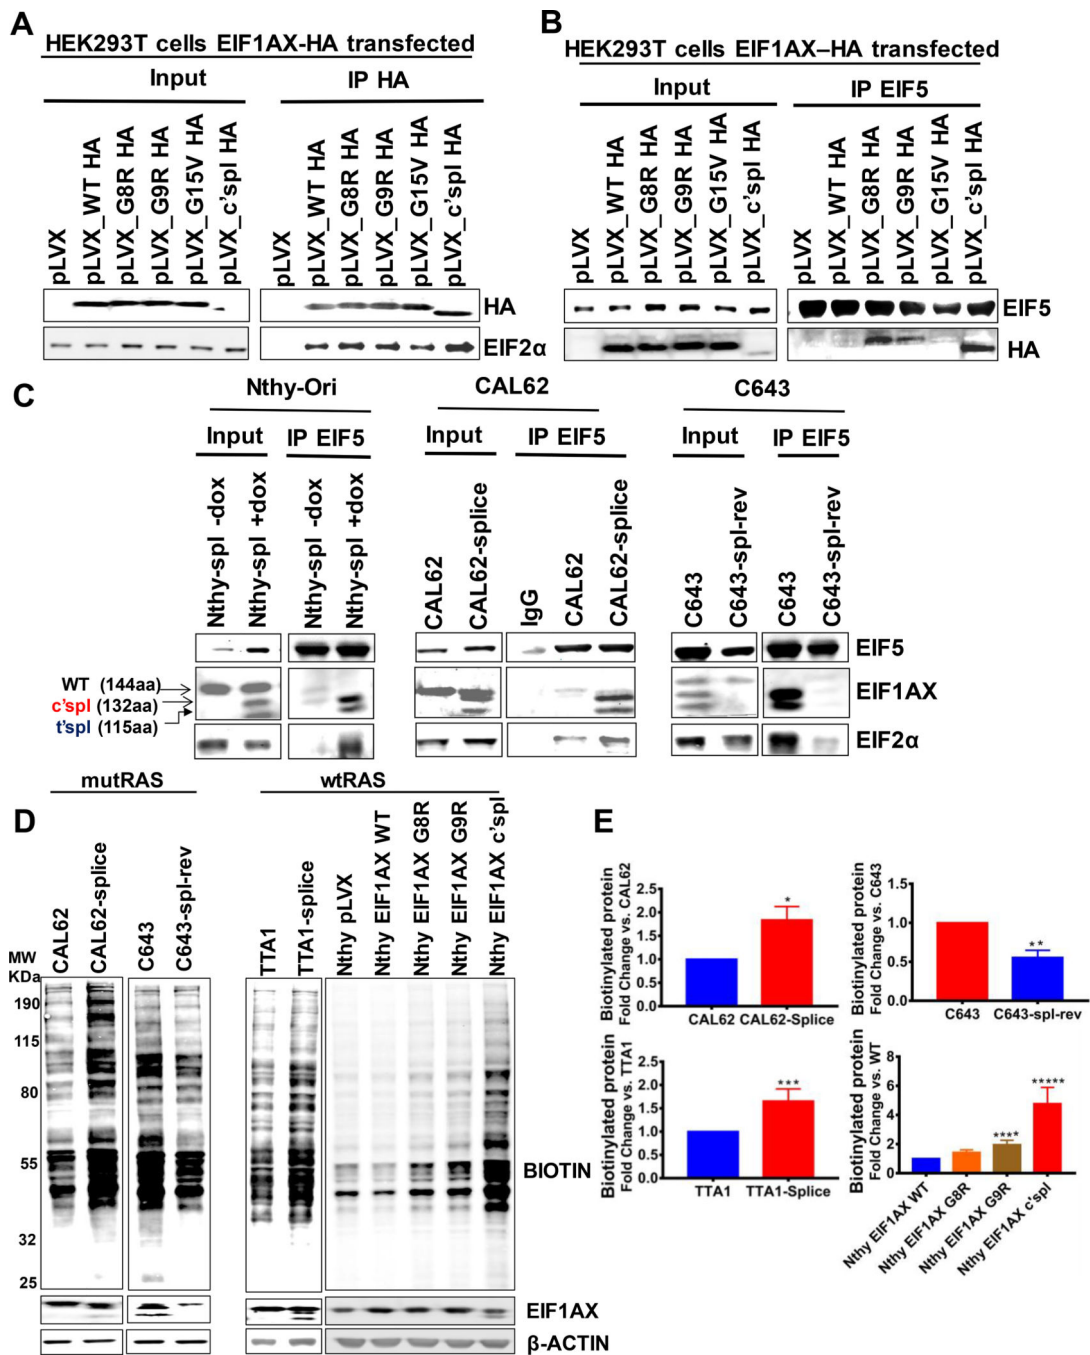 A
HEK293T cells EIF1AX-HA transfected
Input
IP HA
pLVX
pLVX_WT HA
pLVX_G8R HA
pLVX_G9R HA
pLVX_G15V HA
pLVX_c'spl HA
pLVX
pLVX_WT HA
pLVX_G8R HA
pLVX_G9R HA
pLVX_G15V HA
pLVX_c'spl HA
HA
EIF2α
B
HEK293T cells EIF1AX–HA transfected
Input
IP EIF5
pLVX
pLVX_WT HA
pLVX_G8R HA
pLVX_G9R HA
pLVX_G15V HA
pLVX_c'spl HA
pLVX
pLVX_WT HA
pLVX_G8R HA
pLVX_G9R HA
pLVX_G15V HA
pLVX_c'spl HA
EIF5
HA
C
Nthy-Ori
Input
IP EIF5
Nthy-spl -dox
Nthy-spl +dox
Nthy-spl -dox
Nthy-spl +dox
CAL62
Input
IP EIF5
CAL62
CAL62-splice
IgG
CAL62
CAL62-splice
C643
Input
IP EIF5
C643
C643-spl-rev
C643
C643-spl-rev
EIF5
WT (144aa)
c'spl (132aa)
t'spl (115aa)
EIF1AX
EIF2α
D
mutRAS
wtRAS
CAL62
CAL62-splice
C643
C643-spl-rev
TTA1
TTA1-splice
Nthy pLVX
Nthy EIF1AX WT
Nthy EIF1AX G8R
Nthy EIF1AX G9R
Nthy EIF1AX c'spl
MW
KDa
190
115
80
55
32
25
BIOTIN
EIF1AX
β-ACTIN
E
Biotinylated protein
Fold Change vs. CAL62
2.5
2.0
1.5
1.0
0.5
0.0
*
CAL62 CAL62-Splice
Biotinylated protein
Fold Change vs. C643
1.5
1.0
0.5
0.0
**
C643 C643-spl-rev
Biotinylated protein
Fold Change vs. TTA1
2.5
2.0
1.5
1.0
0.5
0.0
***
TTA1 TTA1-Splice
Biotinylated protein
Fold Change vs. WT
8
6
4
2
0
****
*****
Nthy EIF1AX WT
Nthy EIF1AX G8R
Nthy EIF1AX G9R
Nthy EIF1AX c'spl